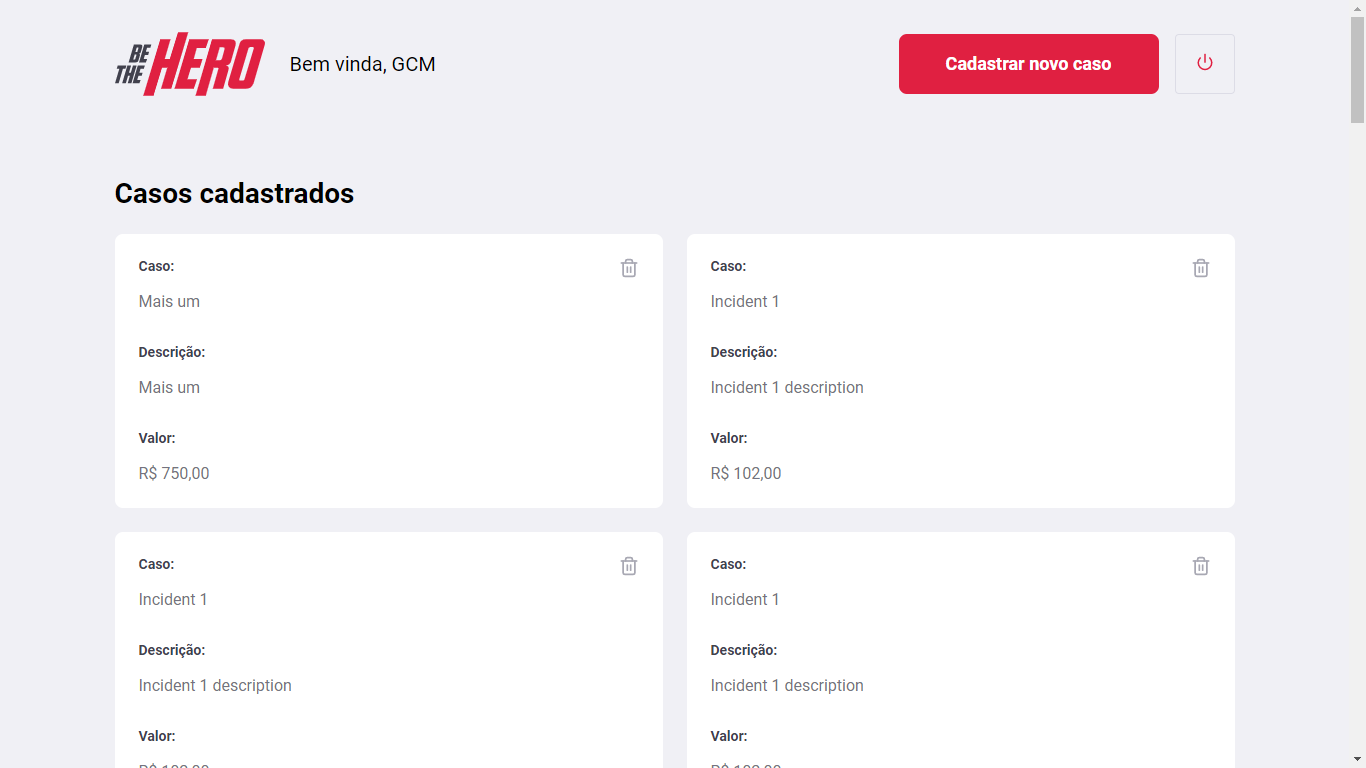 BE THE HERO
Bem vinda, GCM
Cadastrar novo caso
Casos cadastrados
Caso:
Mais um
Descrição:
Mais um
Valor:
R$ 750,00
Caso:
Incident 1
Descrição:
Incident 1 description
Valor:
R$ 102,00
Caso:
Incident 1
Descrição:
Incident 1 description
Valor:
Caso:
Incident 1
Descrição:
Incident 1 description
Valor: